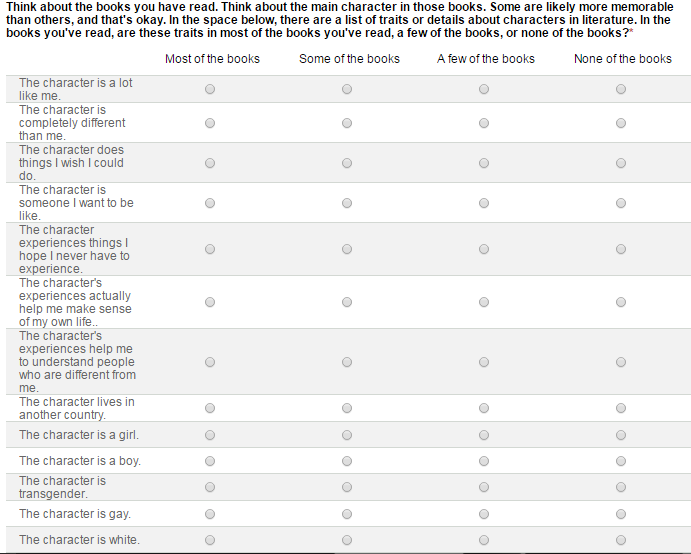 Think about the books you have read. Think about the main character in those books. Some are likely more memorable
than others, and that's okay. In the space below, there are a list of traits or details about characters in literature. In the
books you've read, are these traits in most of the books you've read, a few of the books, or none of the books?*
Most of the books Some of the books A few of the books None of the books
The character is a lot
like me.
The character is
completely different
than me.
The character does
things I wish I could
do.
The character is
someone I want to be
like.
The character
experiences things I
hope I never have to
experience.
The character's
experiences actually
help me make sense
of my own life..
The character's
experiences help me
to understand people
who are different from
me.
The character lives in
another country.
The character is a girl.
The character is a boy.
The character is
transgender.
The character is gay.
The character is white.